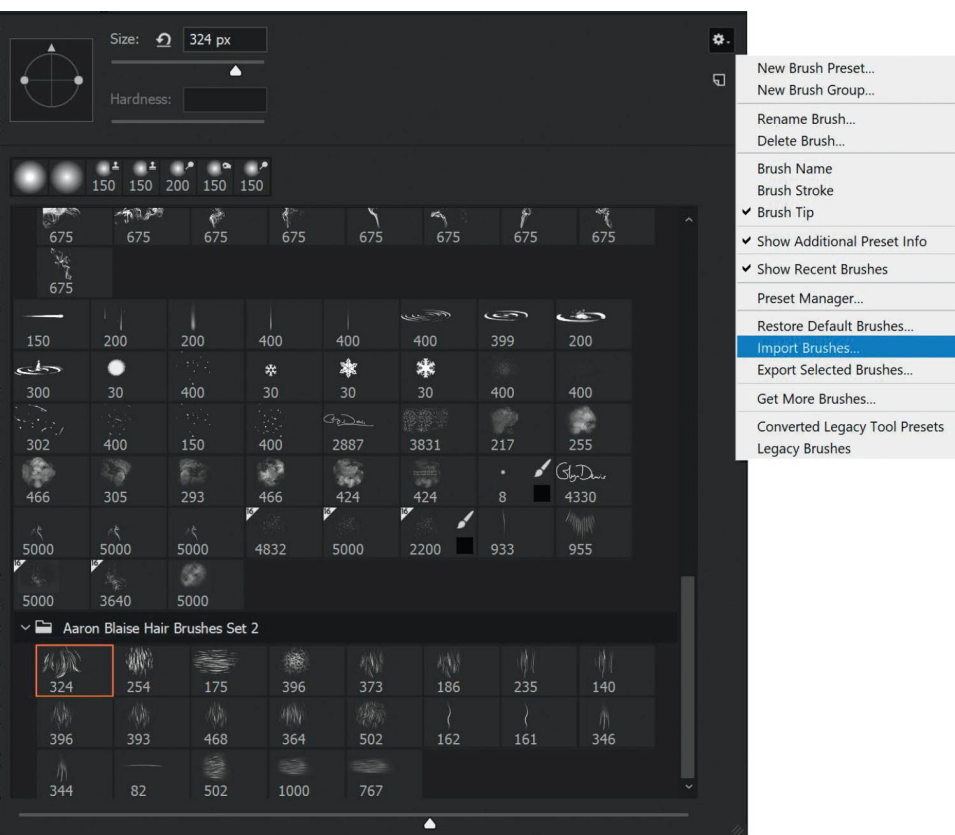 Size: 324 px
Hardness:
150 150 200 150 150
675 675 675 675 675 675 675 675
675
150 200 200 400 400 400 399 200
300 30 400 30 30 30 400 400
302 400 150 400 2887 3831 217 255
466 305 293 466 424 424 8 4330
5000 5000 5000 4832 5000 2200 933 955
5000 3640 5000
Aaron Blaise Hair Brushes Set 2
324 254 175 396 373 186 235 140
396 393 468 364 502 162 161 346
344 82 502 1000 767
New Brush Preset...
New Brush Group...
Rename Brush...
Delete Brush...
Brush Name
Brush Stroke
Brush Tip
Show Additional Preset Info
Show Recent Brushes
Preset Manager...
Restore Default Brushes...
Import Brushes...
Export Selected Brushes...
Get More Brushes...
Converted Legacy Tool Presets
Legacy Brushes